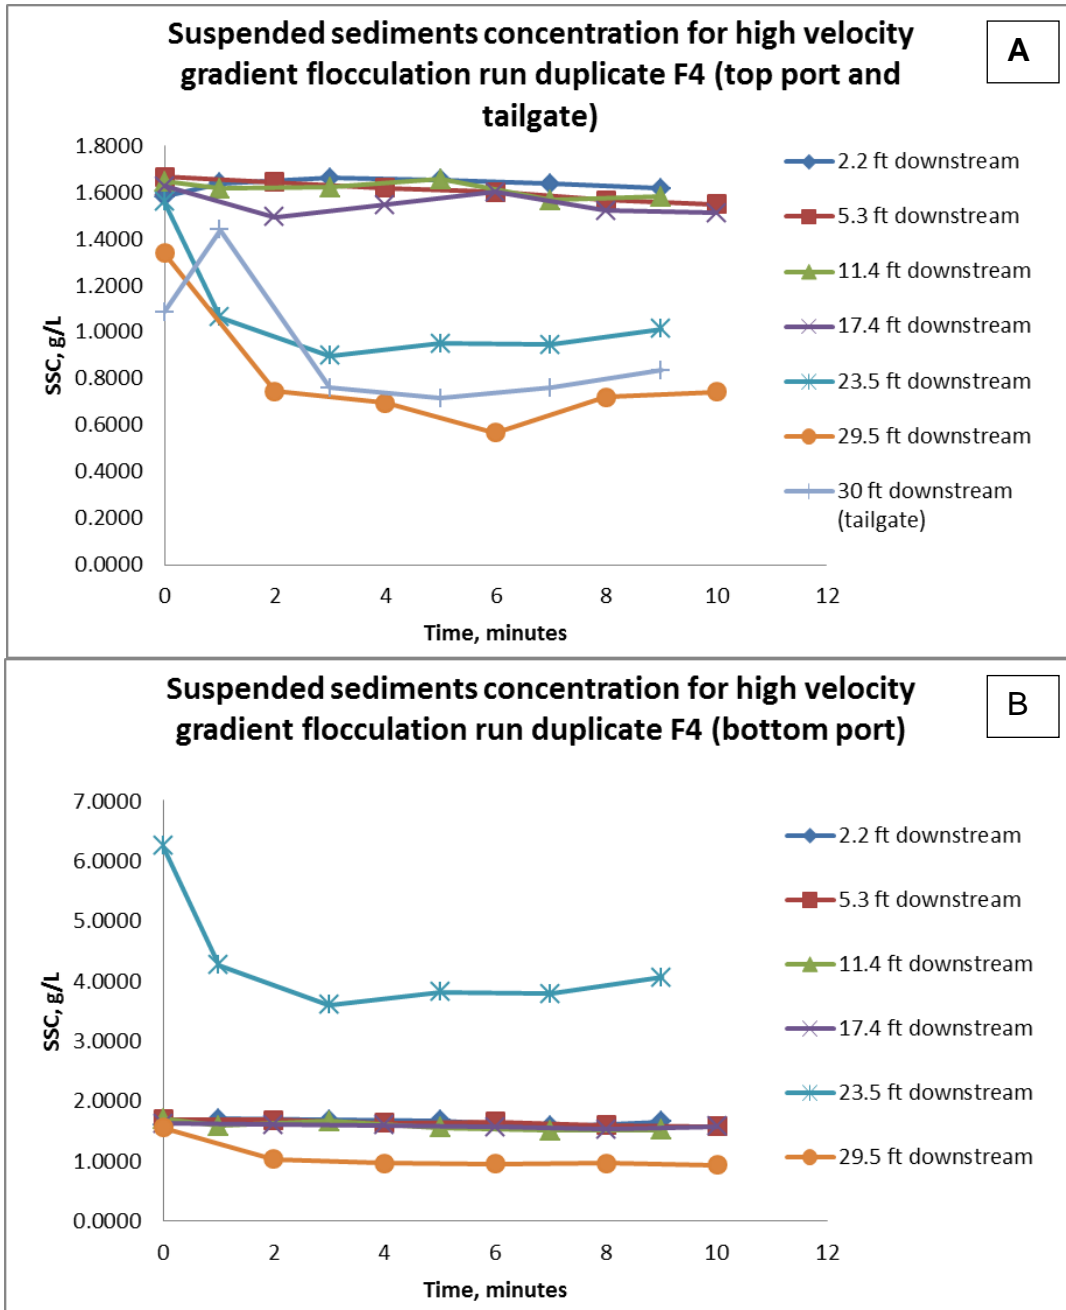 Suspended sediments concentration for high velocity
gradient flocculation run duplicate F4 (top port and
tailgate)
A
1.8000
1.6000
1.4000
1.2000
1.0000
0.8000
0.6000
0.4000
0.2000
0.0000
SSC, g/L
0 2 4 6 8 10 12
Time, minutes
2.2 ft downstream
5.3 ft downstream
11.4 ft downstream
17.4 ft downstream
23.5 ft downstream
29.5 ft downstream
30 ft downstream
(tailgate)
Suspended sediments concentration for high velocity
gradient flocculation run duplicate F4 (bottom port)
B
7.0000
6.0000
5.0000
4.0000
3.0000
2.0000
1.0000
0.0000
SSC, g/L
0 2 4 6 8 10 12
Time, minutes
2.2 ft downstream
5.3 ft downstream
11.4 ft downstream
17.4 ft downstream
23.5 ft downstream
29.5 ft downstream